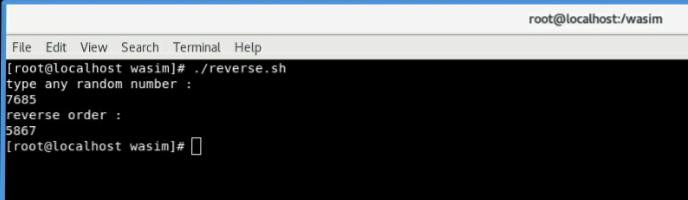 root@localhost:/wasim
File Edit View Search Terminal Help
[root@localhost wasim]# ./reverse.sh
type any random number :
7685
reverse order :
5867
[root@localhost wasim]#